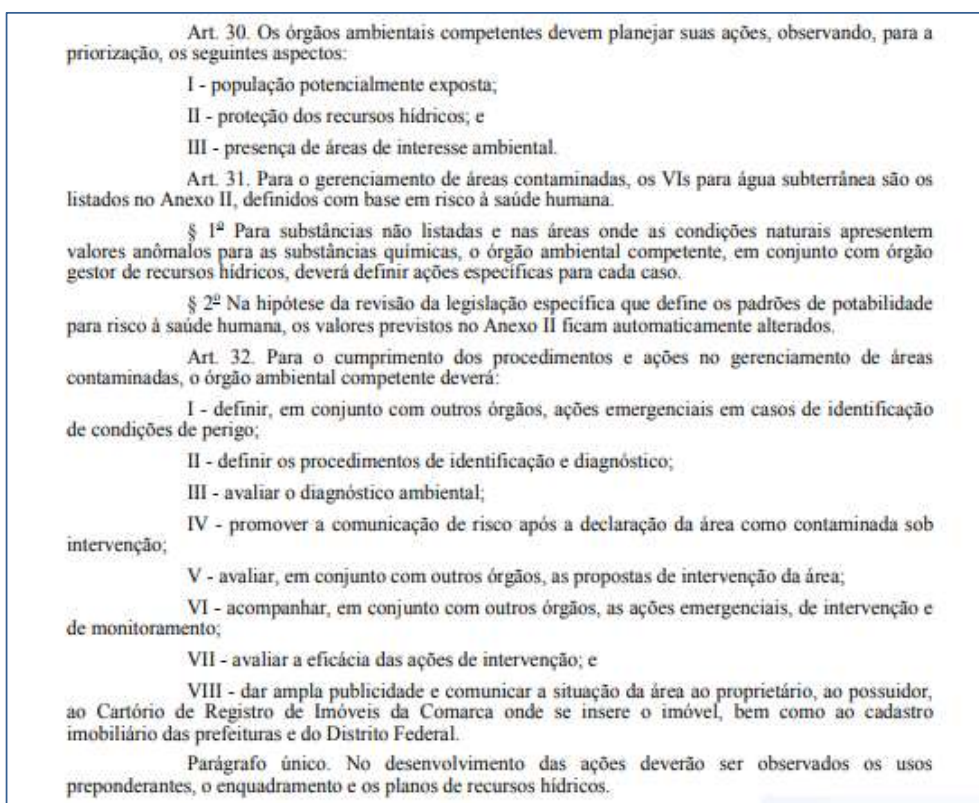 Art. 30. Os órgãos ambientais competentes devem planejar suas ações, observando, para a
priorização, os seguintes aspectos:
I - população potencialmente exposta;
II - proteção dos recursos hídricos; e
III - presença de áreas de interesse ambiental.
Art. 31. Para o gerenciamento de áreas contaminadas, os VIs para água subterrânea são os
listados no Anexo II, definidos com base em risco à saúde humana.
§ 1º Para substâncias não listadas e nas áreas onde as condições naturais apresentem
valores anômalos para as substâncias químicas, o órgão ambiental competente, em conjunto com órgão
gestor de recursos hídricos, deverá definir ações específicas para cada caso.
§ 2º Na hipótese da revisão da legislação específica que define os padrões de potabilidade
para risco à saúde humana, os valores previstos no Anexo II ficam automaticamente alterados.
Art. 32. Para o cumprimento dos procedimentos e ações no gerenciamento de áreas
contaminadas, o órgão ambiental competente deverá:
I - definir, em conjunto com outros órgãos, ações emergenciais em casos de identificação
de condições de perigo;
II - definir os procedimentos de identificação e diagnóstico;
III - avaliar o diagnóstico ambiental;
IV - promover a comunicação de risco após a declaração da área como contaminada sob
intervenção;
V - avaliar, em conjunto com outros órgãos, as propostas de intervenção da área;
VI - acompanhar, em conjunto com outros órgãos, as ações emergenciais, de intervenção e
de monitoramento;
VII - avaliar a eficácia das ações de intervenção; e
VIII - dar ampla publicidade e comunicar a situação da área ao proprietário, ao possuidor,
ao Cartório de Registro de Imóveis da Comarca onde se insere o imóvel, bem como ao cadastro
imobiliário das prefeituras e do Distrito Federal.
Parágrafo único. No desenvolvimento das ações deverão ser observados os usos
preponderantes, o enquadramento e os planos de recursos hídricos.